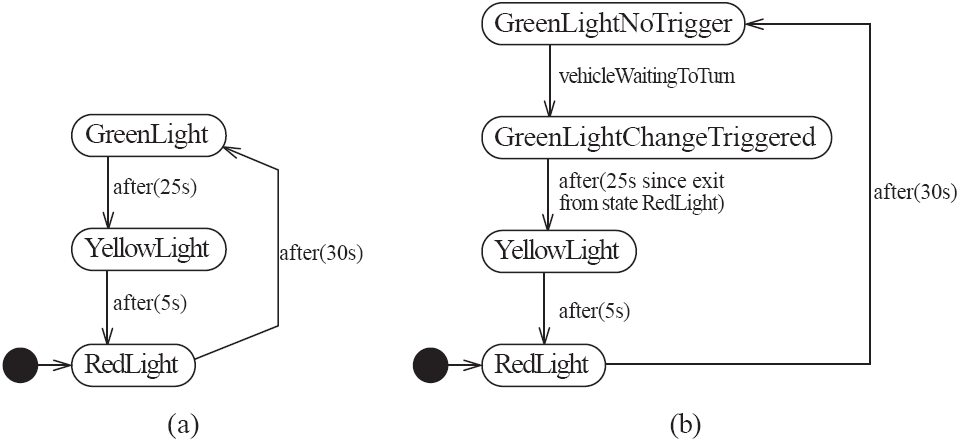 GreenLight
after(25s)
YellowLight
after(5s)
after(30s)
RedLight
(a)
GreenLightNoTrigger
vehicleWaitingToTurn
GreenLightChangeTriggered
after(25s since exit
from state RedLight)
after(30s)
YellowLight
after(5s)
RedLight
(b)